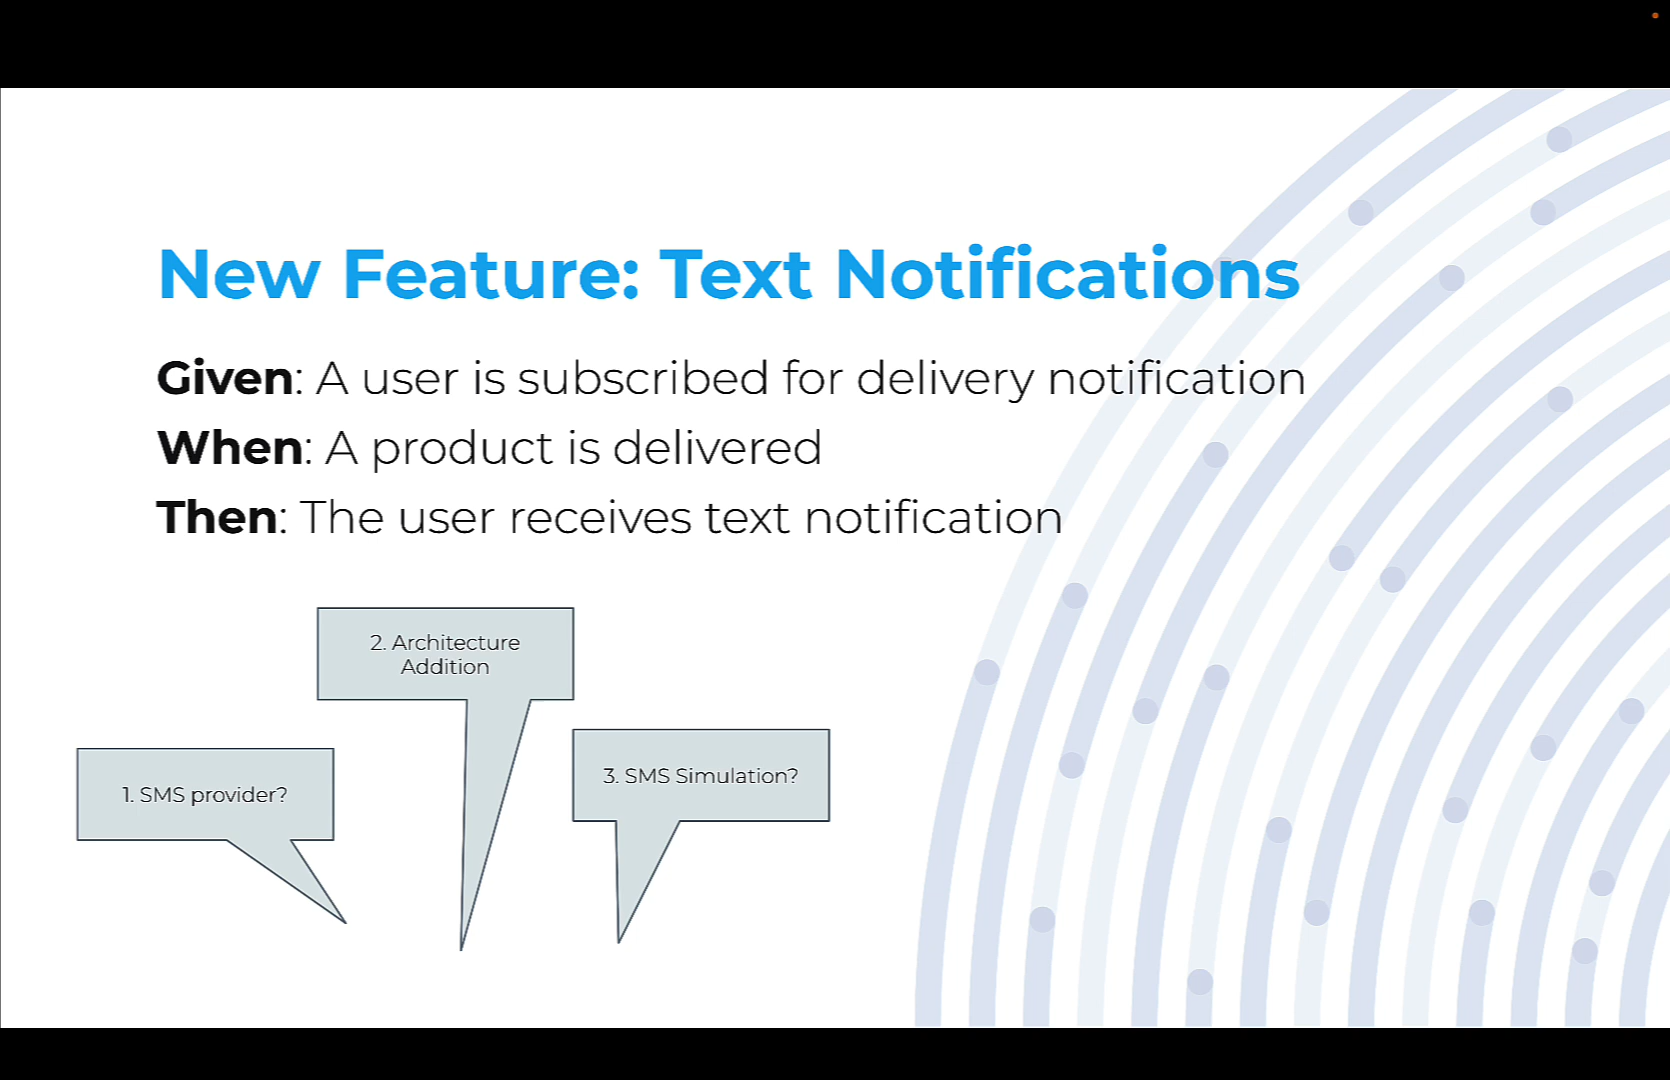 New Feature: Text Notifications
Given: A user is subscribed for delivery notification
When: A product is delivered
Then: The user receives text notification
1. SMS provider?
2. Architecture
Addition
3. SMS Simulation?